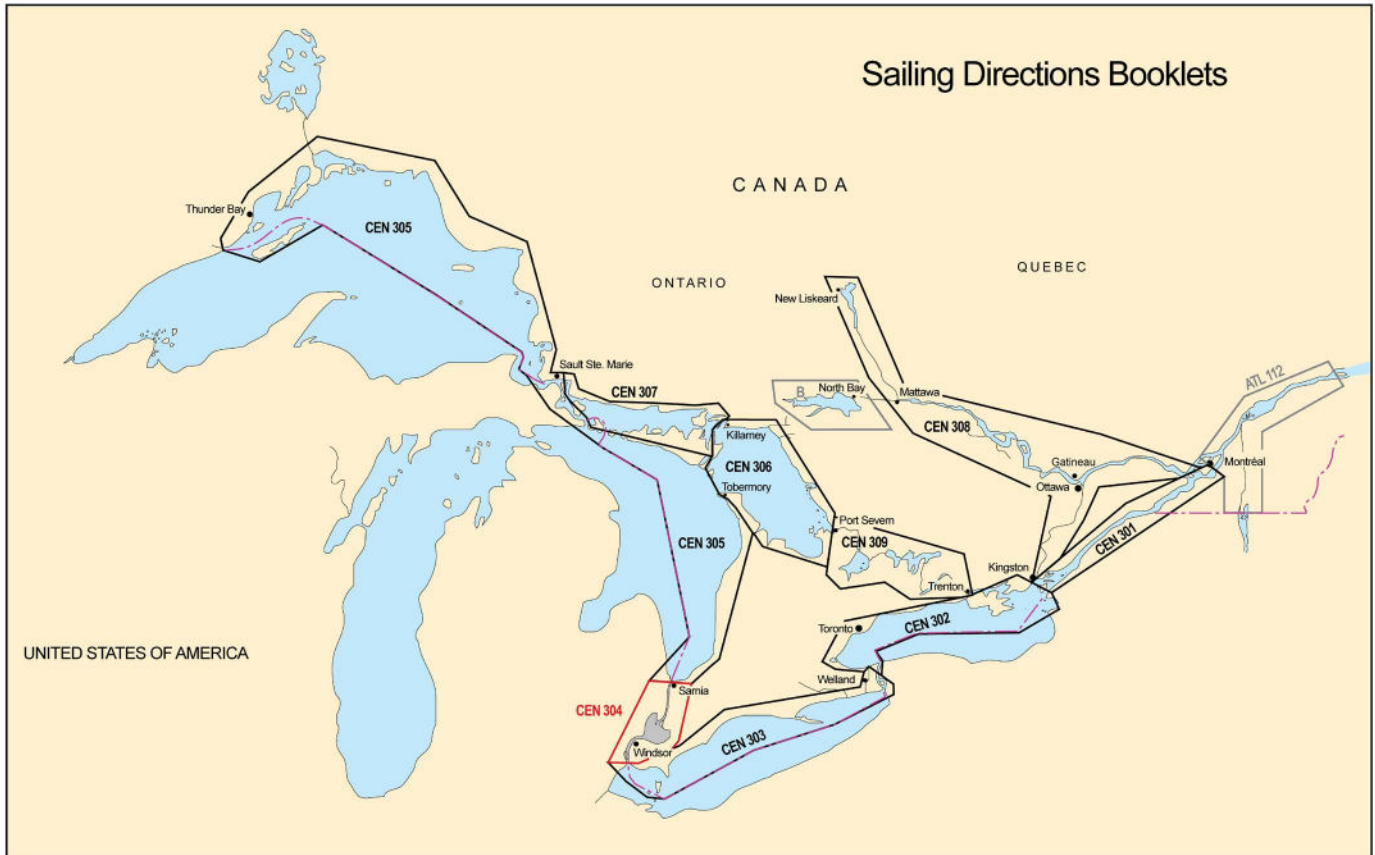 Sailing Directions Booklets
CANADA
Thunder Bay
CEN 305
QUEBEC
ONTARIO
New Liskeard
Sault Ste. Marie
ATL 112
CEN 307
B
North Bay
Mattawa
Killarney
CEN 308
CEN 306
Gatineau
Montréal
Tobermory
Ottawa
Port Severn
CEN 305
CEN 309
CEN 301
Kingston
Trenton
CEN 302
Toronto
UNITED STATES OF AMERICA
Welland
Sarnia
CEN 304
CEN 303
Windsor